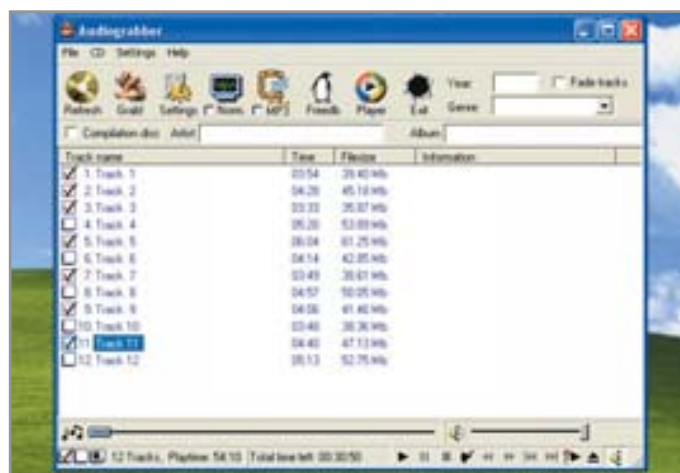 Audiograbber
File CD Settings Help
Refresh Grab! Settings Norm. MP3 Freedb Player Exit Year: Fade tracks
Genre:
Compilation disc Artist Album
Track name Time Filesize Information
1. Track 1 03:54 39.40 Mb
2. Track 2 04:28 45.18 Mb
3. Track 3 03:33 35.87 Mb
4. Track 4 05:20 53.89 Mb
5. Track 5 06:04 61.25 Mb
6. Track 6 04:14 42.85 Mb
7. Track 7 03:49 38.61 Mb
8. Track 8 04:57 50.05 Mb
9. Track 9 04:06 41.46 Mb
10. Track 10 03:48 38.36 Mb
11 Track 11 04:40 47.13 Mb
12. Track 12 05:13 52.75 Mb
12 Tracks, Playtime 54:10 Total time left 00:30:50